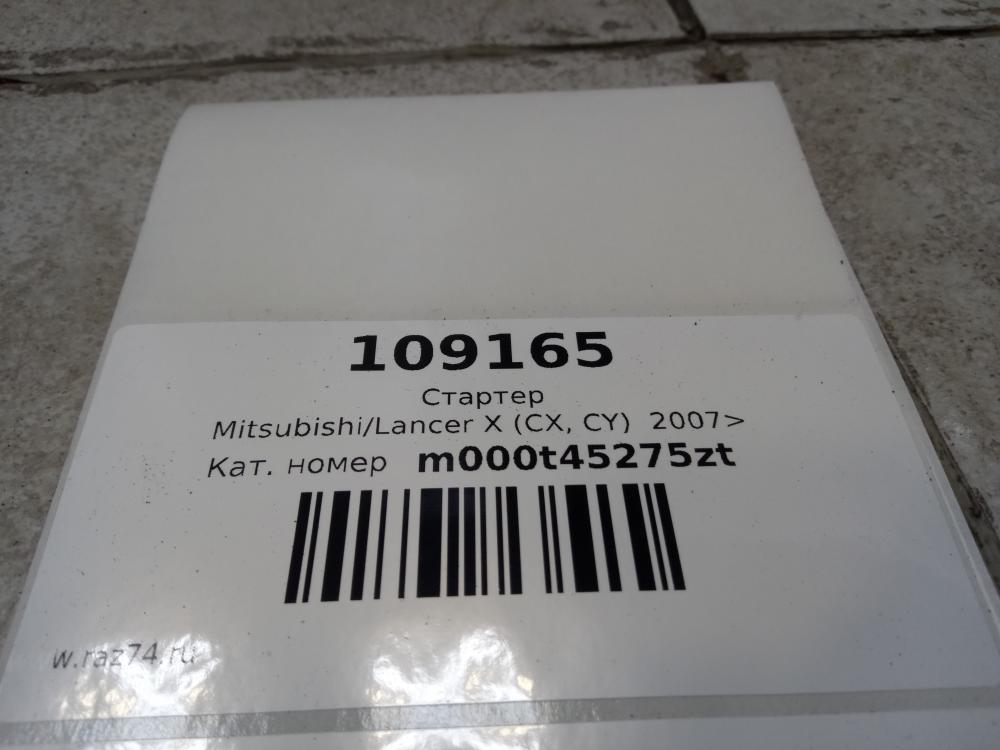 109165
Стартер
Mitsubishi/Lancer X (CX, CY) 2007>
Кат. номер m000t45275zt
w.raz74.ru